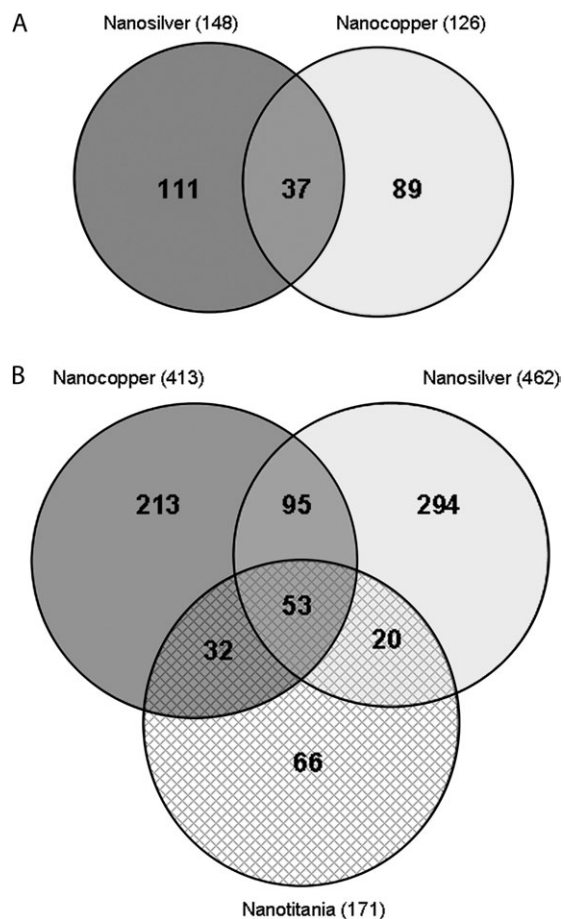 A
Nanosilver (148) Nanocopper (126)
111 37 89
B
Nanocopper (413) Nanosilver (462)
213 95 294
53
32 20
66
Nanotitania (171)